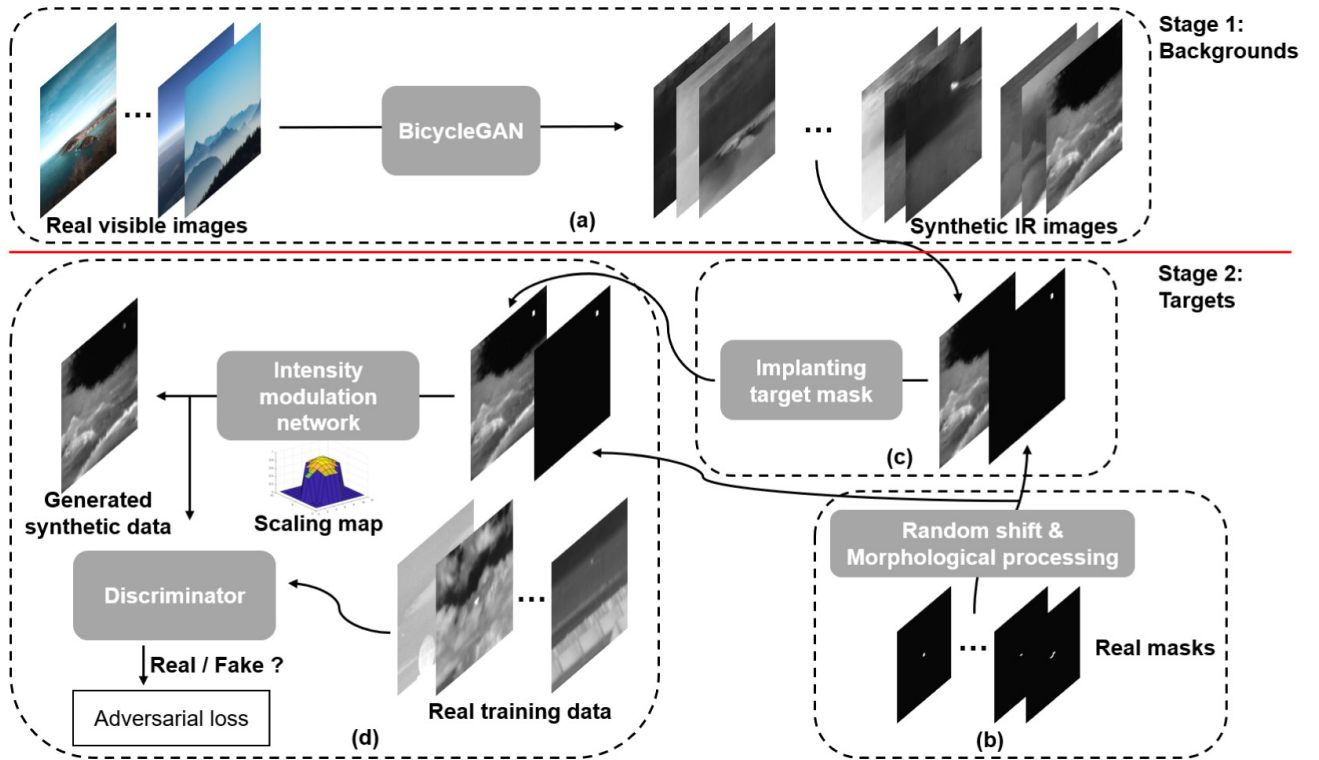 Stage 1:
Backgrounds
...
BicycleGAN
...
Real visible images
(a)
Synthetic IR images
Stage 2:
Targets
Intensity
modulation
network
Implanting
target mask
(c)
Generated
synthetic data
Scaling map
Random shift &
Morphological processing
Discriminator
...
...
Real masks
Real / Fake ?
Adversarial loss
Real training data
(d)
(b)